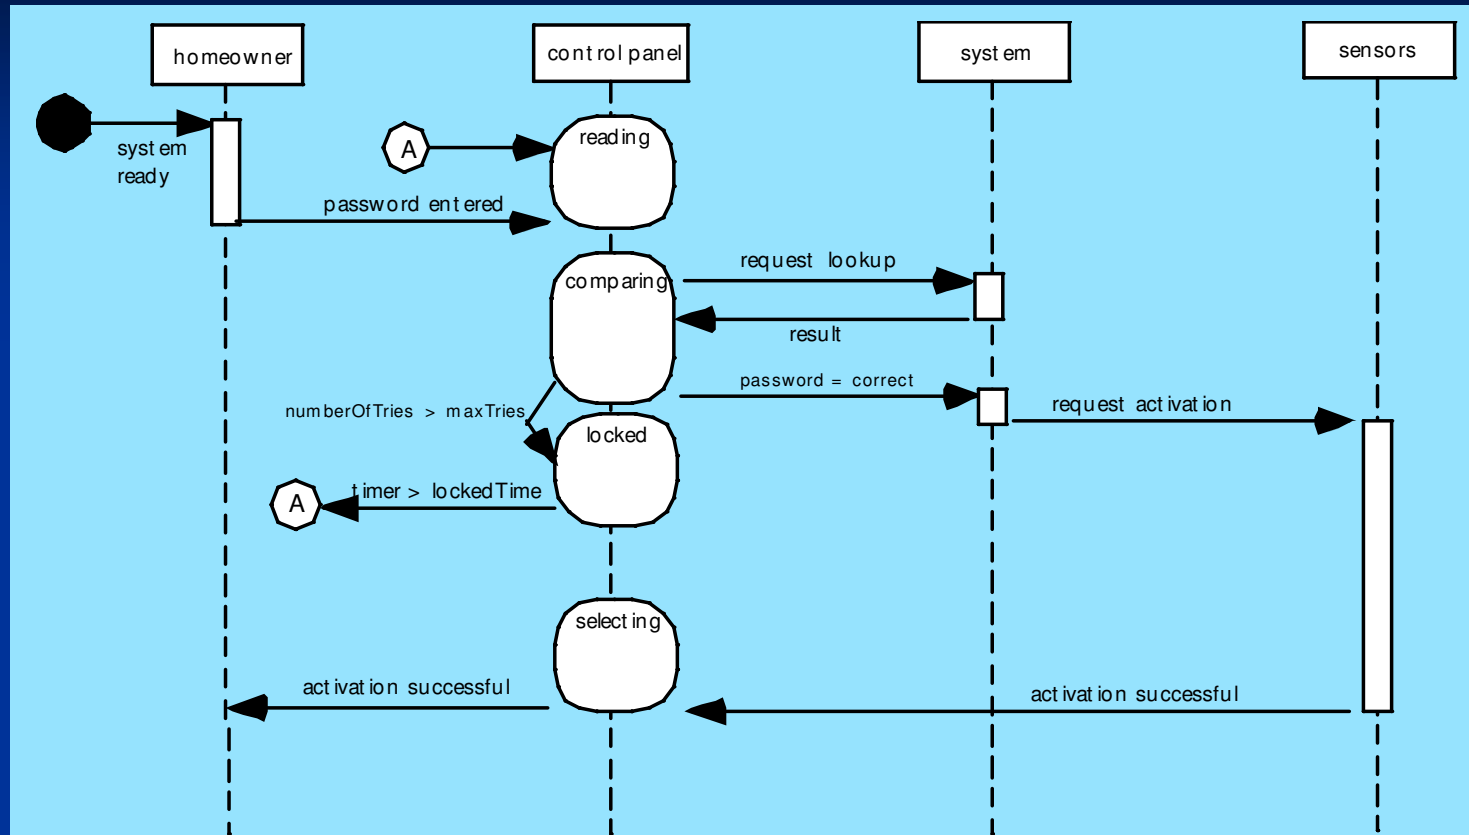 homeowner
control panel
system
sensors
system
ready
A
reading
password entered
comparing
request lookup
result
password = correct
numberOfTries > maxTries
request activation
locked
A
timer > lockedTime
selecting
activation successful
activation successful